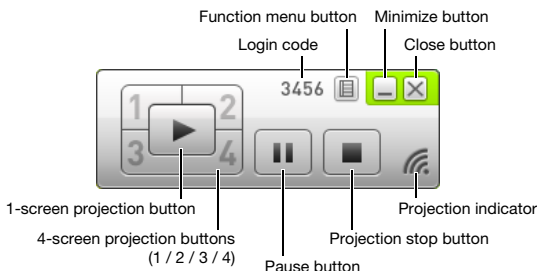 Function menu button Minimize button
Login code Close button
3456
1 2
3 4
1-screen projection button Projection indicator
4-screen projection buttons Projection stop button
(1 / 2 / 3 / 4)
Pause button